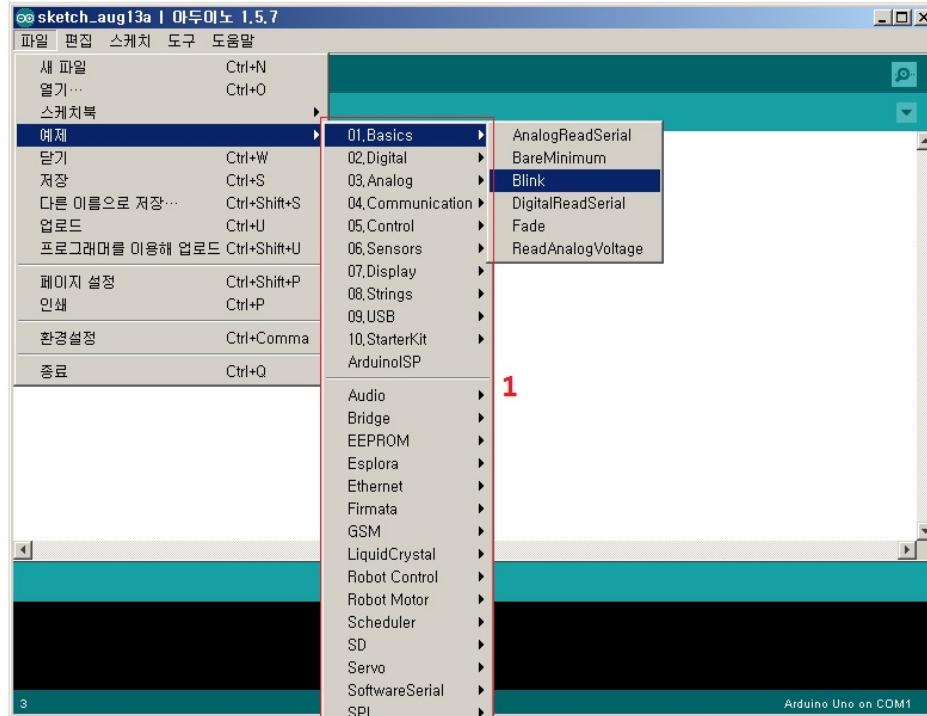 sketch_aug13a | 아두이노 1.5.7
파일 편집 스케치 도구 도움말
새 파일 Ctrl+N
열기... Ctrl+O
스케치북
예제
닫기 Ctrl+W
저장 Ctrl+S
다른 이름으로 저장... Ctrl+Shift+S
업로드 Ctrl+U
프로그래머를 이용해 업로드 Ctrl+Shift+U
페이지 설정 Ctrl+Shift+P
인쇄 Ctrl+P
환경설정 Ctrl+Comma
종료 Ctrl+Q
01.Basics
02.Digital
03.Analog
04.Communication
05.Control
06.Sensors
07.Display
08.Strings
09.USB
10.StarterKit
ArduinoISP
Audio
Bridge
EEPROM
Esplora
Ethernet
Firmata
GSM
LiquidCrystal
Robot Control
Robot Motor
Scheduler
SD
Servo
SoftwareSerial
SPI
AnalogReadSerial
BareMinimum
Blink
DigitalReadSerial
Fade
ReadAnalogVoltage
1
3
Arduino Uno on COM1